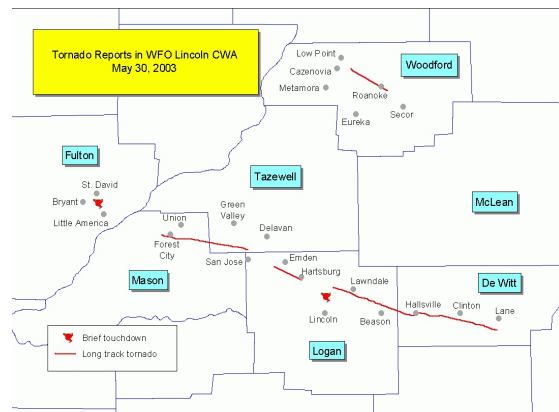 Tornado Reports in WFO Lincoln CWA
May 30, 2003
Low Point
Cazenovia
Metamora
Woodford
Roanoke
Eureka
Secor
Fulton
St. David
Bryant
Little America
Tazewell
McLean
Green
Valley
Union
Forest
City
Delavan
San Jose
Emden
Hartsburg
Mason
De Witt
Lawndale
Hallsville
Clinton
Lane
Lincoln
Beason
Logan
Brief touchdown
Long track tornado